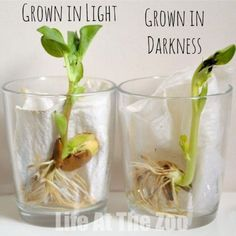 Grown in Light
Grown in
Darkness
Life At The Zoo